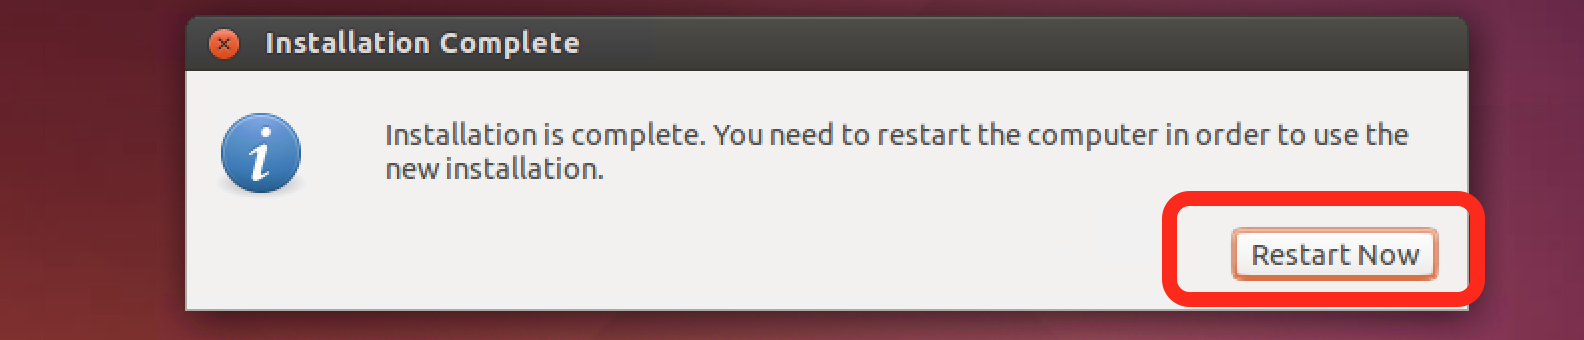 Installation Complete
Installation is complete. You need to restart the computer in order to use the
new installation.
Restart Now